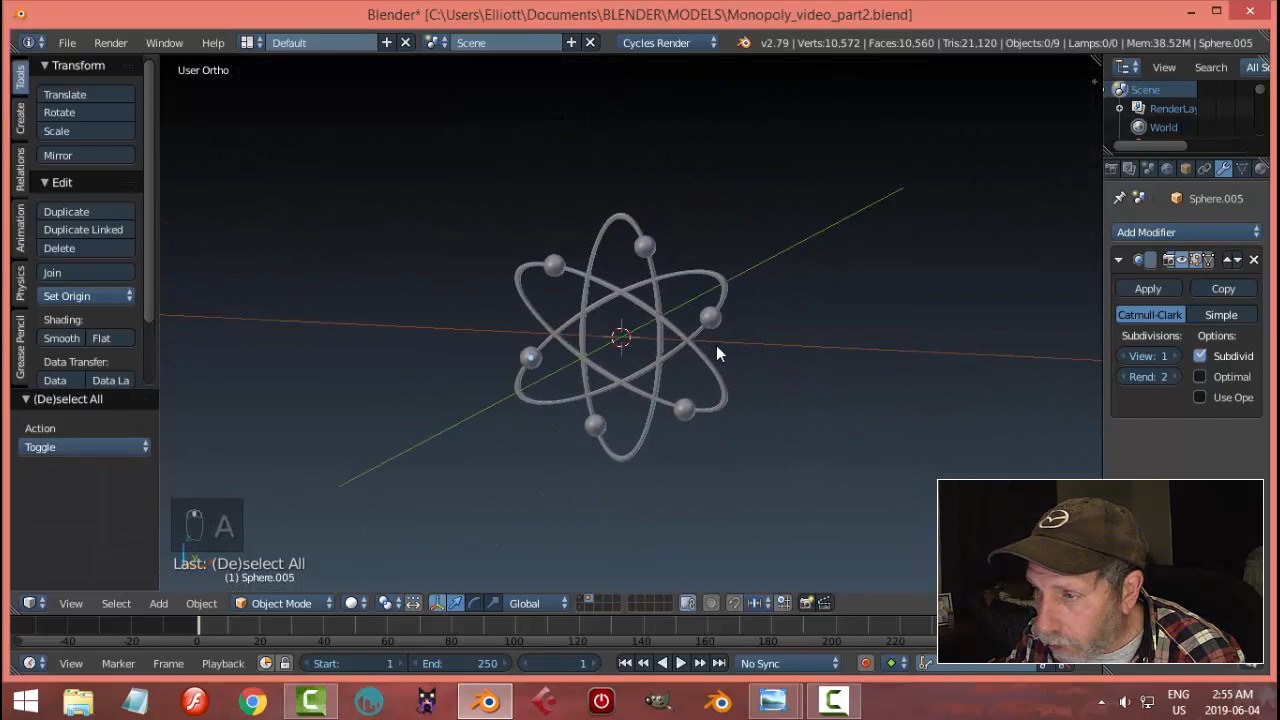 Blender* [C:\Users\Elliott\Documents\BLENDER\MODELS\Monopoly_video_part2.blend]
File Render Window Help Default Scene Cycles Render v2.79 | Verts:10,572 | Faces:10,560 | Tris:21,120 | Objects:0/9 | Lamps:0/0 | Mem:38.52M | Sphere.005
Tools
Create
Relations
Animation
Physics
Grease Pencil
Transform
Translate
Rotate
Scale
Mirror
Edit
Duplicate
Duplicate Linked
Delete
Join
Set Origin
Shading:
Smooth Flat
Data Transfer:
Data Data La
(De)select All
Action
Toggle
User Ortho
A
Last: (De)select All
(1) Sphere.005
View Search All Sc
Scene
RenderLay
World
Sphere.005
Add Modifier
Apply Copy
Catmull-Clark Simple
Subdivisions: Options:
View: 1 Subdivid
Rend: 2 Optimal
Use Ope
View Select Add Object Object Mode Global
-40 -20 0 20 40 60 80 100 120 140 160 180 200 220
View Marker Frame Playback Start: 1 End: 250 1 No Sync
ENG
US
2:55 AM
2019-06-04